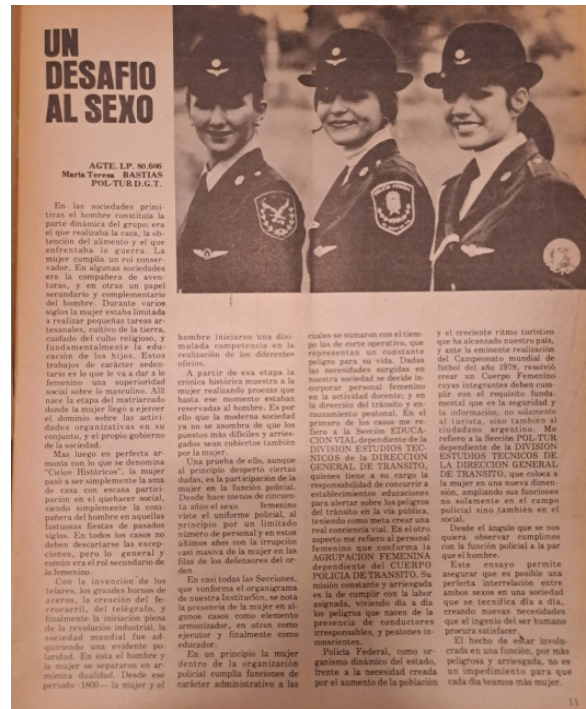 UN
DESAFIO
AL SEXO
AGTE. LP. 80.606
María Teresa BASTIAS
POL-TUR D.G.T.
En las sociedades primi-
tivas el hombre constituía la
parte dinámica del grupo; era
el que realizaba la caza, la ob-
tención del alimento y el que
enfrentaba la guerra. La
mujer cumplía un rol conser-
vador. En algunas sociedades
era la compañera de aven-
turas, y en otras un papel
secundario y complementario
del hombre. Durante varios
siglos la mujer estaba limitada
a realizar pequeñas tareas ar-
tesanales, cultivo de la tierra,
cuidado del culto religioso, y
fundamentalmente la edu-
cación de los hijos. Estos
trabajos de carácter seden-
tario es lo que le va a dar a lo
femenino una superioridad
social sobre lo masculino. Allí
nace la etapa del matriarcado
donde la mujer llegó a ejercer
el dominio sobre las activi-
dades organizativas en su
conjunto, y el propio gobierno
de la sociedad.
Mas luego en perfecta ar-
monía con lo que se denomina
"Ciclos Históricos", la mujer
pasó a ser simplemente la ama
de casa con escasa partici-
pación en el quehacer social,
siendo simplemente la com-
pañera del hombre en aquellas
fastuosas fiestas de pasados
siglos. En todos los casos no
deben descartarse las excep-
ciones, pero lo general y
común era el rol secundario de
lo femenino.
Con la invención de los
telares, los grandes hornos de
aceros, la creación del fe-
rrocarril, del telégrafo, y
finalmente la iniciación plena
de la revolución industrial, la
sociedad mundial fue ad-
quiriendo una evidente po-
laridad. En ésta el hombre y
la mujer se separaron en ar-
mónica dualidad. Desde ese
período -1800— la mujer y el
hombre iniciaron una disi-
mulada competencia en la
realización de los diferentes
oficios.
A partir de esa etapa la
crónica histórica muestra a la
mujer realizando proezas que
hasta ese momento estaban
reservadas al hombre. Es por
ello que la moderna sociedad
ya no se asombra de que los
puestos más difíciles y arries-
gados sean cubiertos también
por la mujer.
Una prueba de ello, aunque
al principio despertó ciertas
dudas, es la participación de la
mujer en la función policial.
Desde hace menos de cincuen-
ta años el sexo femenino
viste el uniforme policial, al
principio por un limitado
número de personal y en estos
últimos años con la irrupción
casi masiva de la mujer en las
filas de los defensores del or-
den.
En casi todas las Secciones,
que conforma el organigrama
de nuestra Institución, se nota
la presencia de la mujer en al-
gunos casos como elemento
armonizador, en otros como
ejecutor y finalmente como
educador.
En un principio la mujer
dentro de la organización
policial cumplía funciones de
carácter administrativo a las
cuales se sumaron con el tiem-
po las de corte operativo, que
representan un constante
peligro para su vida. Dadas
las necesidades surgidas en
nuestra sociedad se decide in-
corporar personal femenino
en la actividad docente; y en
la dirección del tránsito y en-
cauzamiento peatonal. En el
primero de los casos me re-
fiero a la Sección EDUCA-
CION VIAL dependiente de la
DIVISION ESTUDIOS TEC-
NICOS de la DIRECCION
GENERAL DE TRANSITO,
quienes tiene a su cargo la
responsabilidad de concurrir a
establecimientos educaciones
para alertar sobre los peligros
del tránsito en la vía pública,
teniendo como meta crear una
real conciencia vial. En el otro
aspecto me refiero al personal
femenino que conforma la
AGRUPACION FEMENINA
dependiente del CUERPO
POLICIA DE TRANSITO. Su
misión constante y arriesgada
es la de cumplir con la labor
asignada, viviendo día a día
los peligros que nacen de la
presencia de conductores
irresponsables, y peatones in-
conscientes.
Policía Federal, como or-
ganismo dinámico del estado,
frente a la necesidad creada
por el aumento de la población
y el creciente ritmo turístico
que ha alcanzado nuestro país,
y ante la eminente realización
del Campeonato mundial de
fútbol del año 1978, resolvió
crear un Cuerpo Femenino
cuyas integrantes deben cum-
plir con el requisito funda-
mental que es la seguridad y
la información, no solamente
al turista, sino también al
ciudadano argentino. Me
refiero a la Sección POL-TUR
dependiente de la DIVISION
ESTUDIOS TECNICOS DE
LA DIRECCION GENERAL
DE TRANSITO, que coloca a
la mujer en una nueva dimen-
sión, ampliando sus funciones
no solamente en el campo
policial sino también en el
social.
Desde el ángulo que se nos
quiera observar cumplimos
con la función policial a la par
que el hombre.
Este ensayo permite
asegurar que es posible una
perfecta interrelación entre
ambos sexos en una sociedad
que se tecnifica día a día,
creando nuevas necesidades
que el ingenio del ser humano
procura satisfacer.
El hecho de estar involu-
crada en una función, por más
peligrosa y arriesgada, no es
un impedimento para que
cada día seamos más mujer.
11